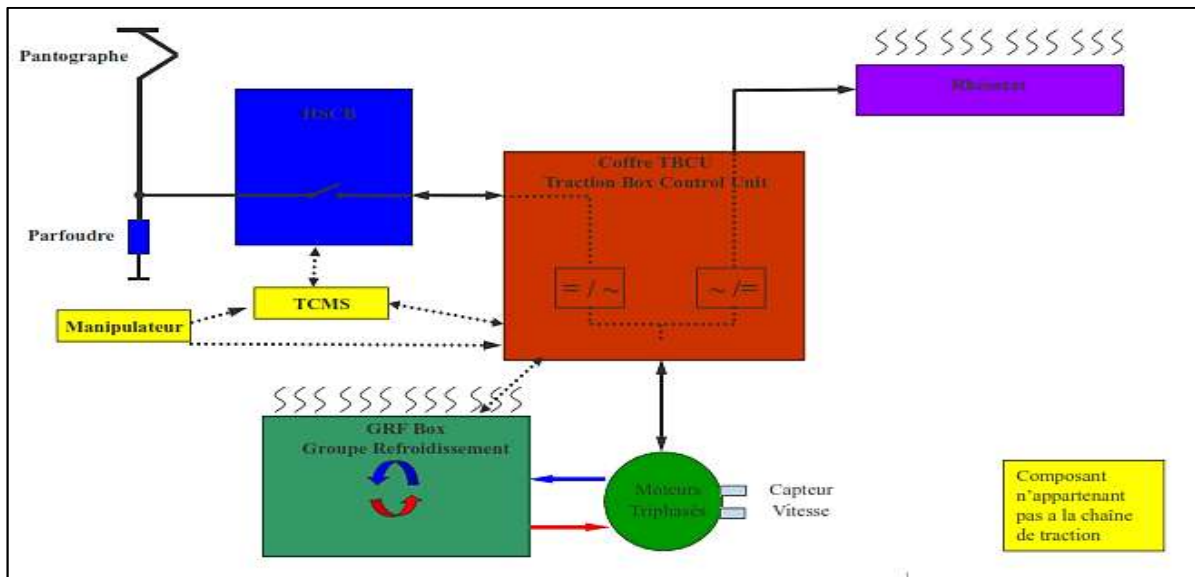 Pantographe
HSCB
Rhéostat
Coffre TBCU
Traction Box Control Unit
Parfoudre
= / ~
~ /=
TCMS
Manipulateur
GRF Box
Groupe Refroidissement
Moteurs
Triphasés
Capteur
Vitesse
Composant
n'appartenant
pas a la chaîne
de traction